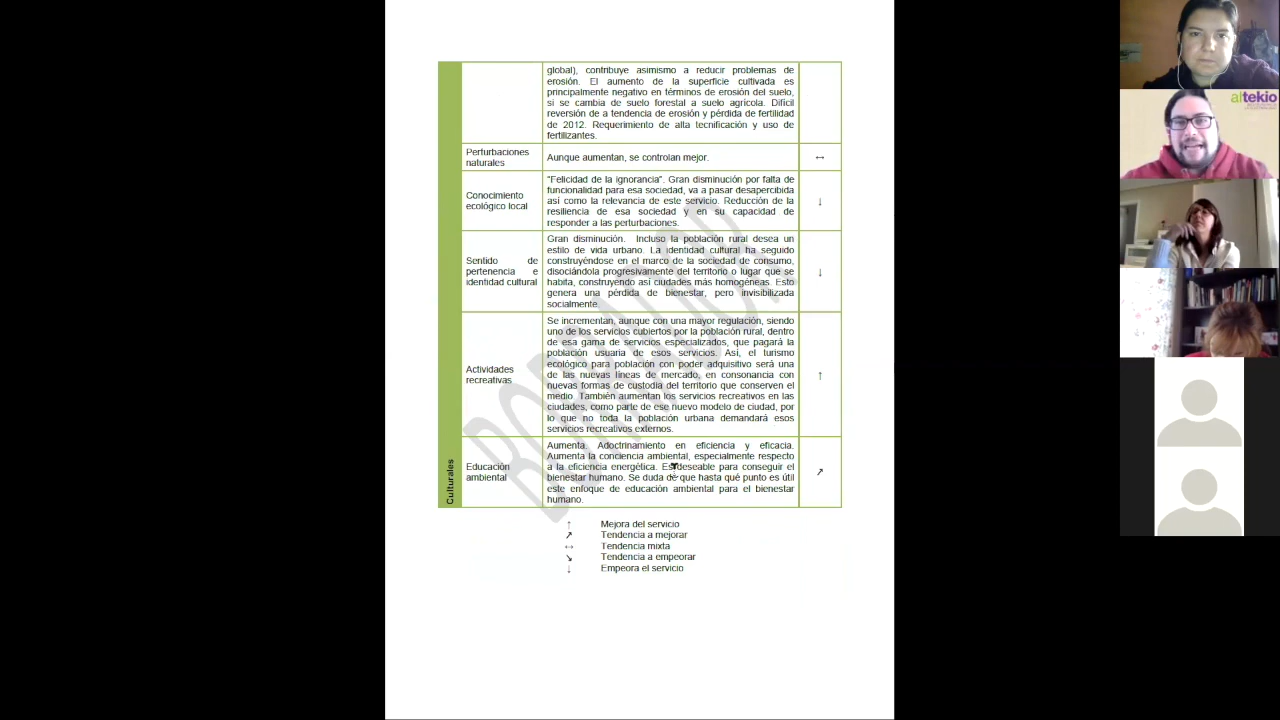 global), contribuye asimismo a reducir problemas de
erosión. El aumento de la superficie cultivada es
principalmente negativo en términos de erosión del suelo,
si se cambia de suelo forestal a suelo agrícola. Difícil
reversión de a tendencia de erosión y pérdida de fertilidad
de 2012. Requerimiento de alta tecnificación y uso de
fertilizantes.
Perturbaciones
naturales
Aunque aumentan, se controlan mejor.
↔
Conocimiento
ecológico local
"Felicidad de la ignorancia". Gran disminución por falta de
funcionalidad para esa sociedad, va a pasar desapercibida
así como la relevancia de este servicio. Reducción de la
resiliencia de esa sociedad y en su capacidad de
responder a las perturbaciones.
↓
Sentido de
pertenencia e
identidad cultural
Gran disminución. Incluso la población rural desea un
estilo de vida urbano. La identidad cultural ha seguido
construyéndose en el marco de la sociedad de consumo,
disociándola progresivamente del territorio o lugar que se
habita, construyendo así ciudades más homogéneas. Esto
genera una pérdida de bienestar, pero invisibilizada
socialmente.
↓
Actividades
recreativas
Se incrementan, aunque con una mayor regulación, siendo
uno de los servicios cubiertos por la población rural, dentro
de esa gama de servicios especializados, que pagará la
población usuaria de esos servicios. Así, el turismo
ecológico para población con poder adquisitivo será una
de las nuevas líneas de mercado, en consonancia con
nuevas formas de custodia del territorio que conserven el
medio. También aumentan los servicios recreativos en las
ciudades, como parte de ese nuevo modelo de ciudad, por
lo que no toda la población urbana demandará esos
servicios recreativos externos.
↑
Culturales
Educación
ambiental
Aumenta. Adoctrinamiento en eficiencia y eficacia.
Aumenta la conciencia ambiental, especialmente respecto
a la eficiencia energética. Es deseable para conseguir el
bienestar humano. Se duda de que hasta qué punto es útil
este enfoque de educación ambiental para el bienestar
humano.
↗
↑ Mejora del servicio
↗ Tendencia a mejorar
↔ Tendencia mixta
↘ Tendencia a empeorar
↓ Empeora el servicio
BORRADOR
altekio